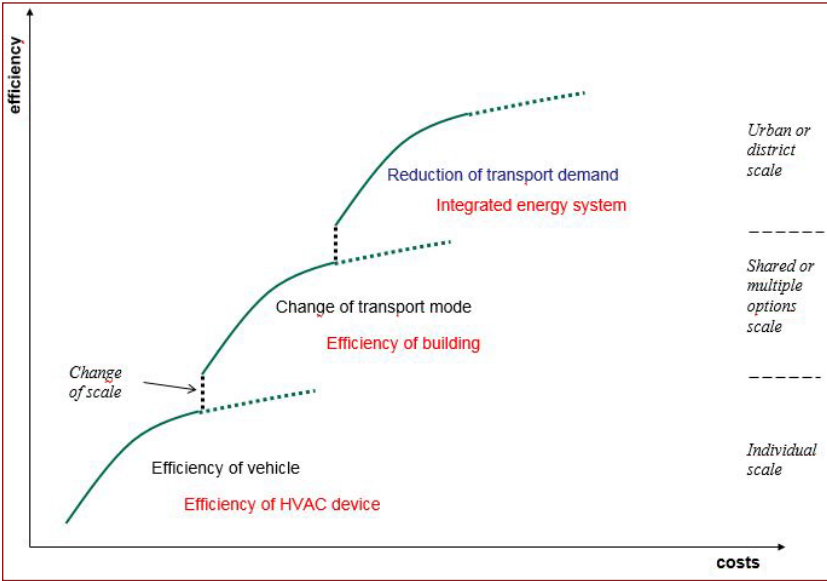 efficiency
Urban or
district
scale
Reduction of transport demand
Integrated energy system
Shared or
multiple
options
scale
Change of transport mode
Efficiency of building
Change
of scale
Efficiency of vehicle
Individual
scale
Efficiency of HVAC device
costs